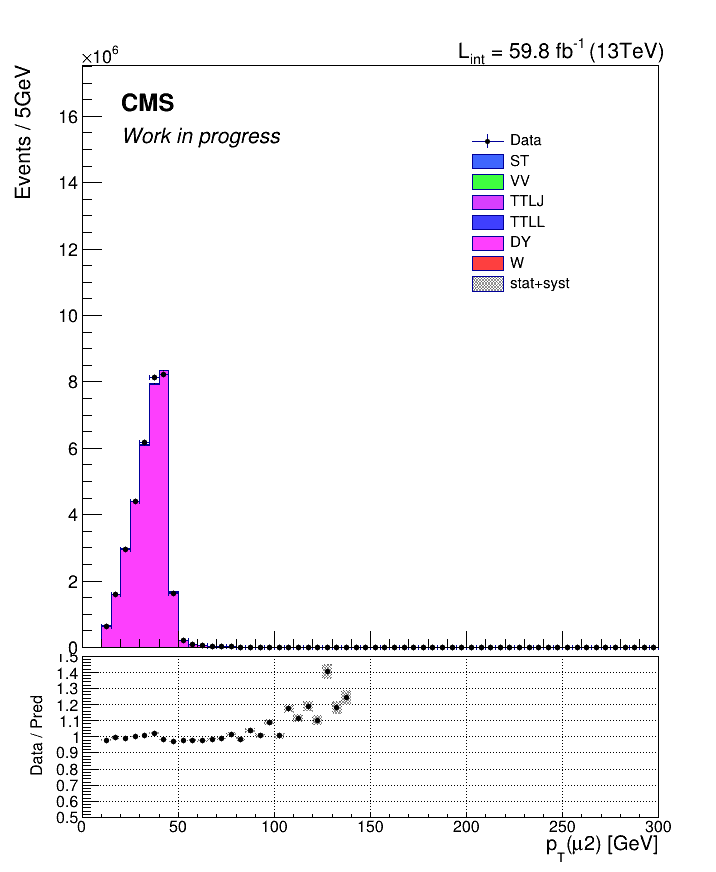 ×10⁶
L_int = 59.8 fb⁻¹ (13TeV)
Events / 5GeV
CMS
Work in progress
Data
ST
VV
TTLJ
TTLL
DY
W
stat+syst
16
14
12
10
8
6
4
2
0
Data / Pred
1.5
1.4
1.3
1.2
1.1
1
0.9
0.8
0.7
0.6
0.5
0 50 100 150 200 250 300
p_T(μ2) [GeV]